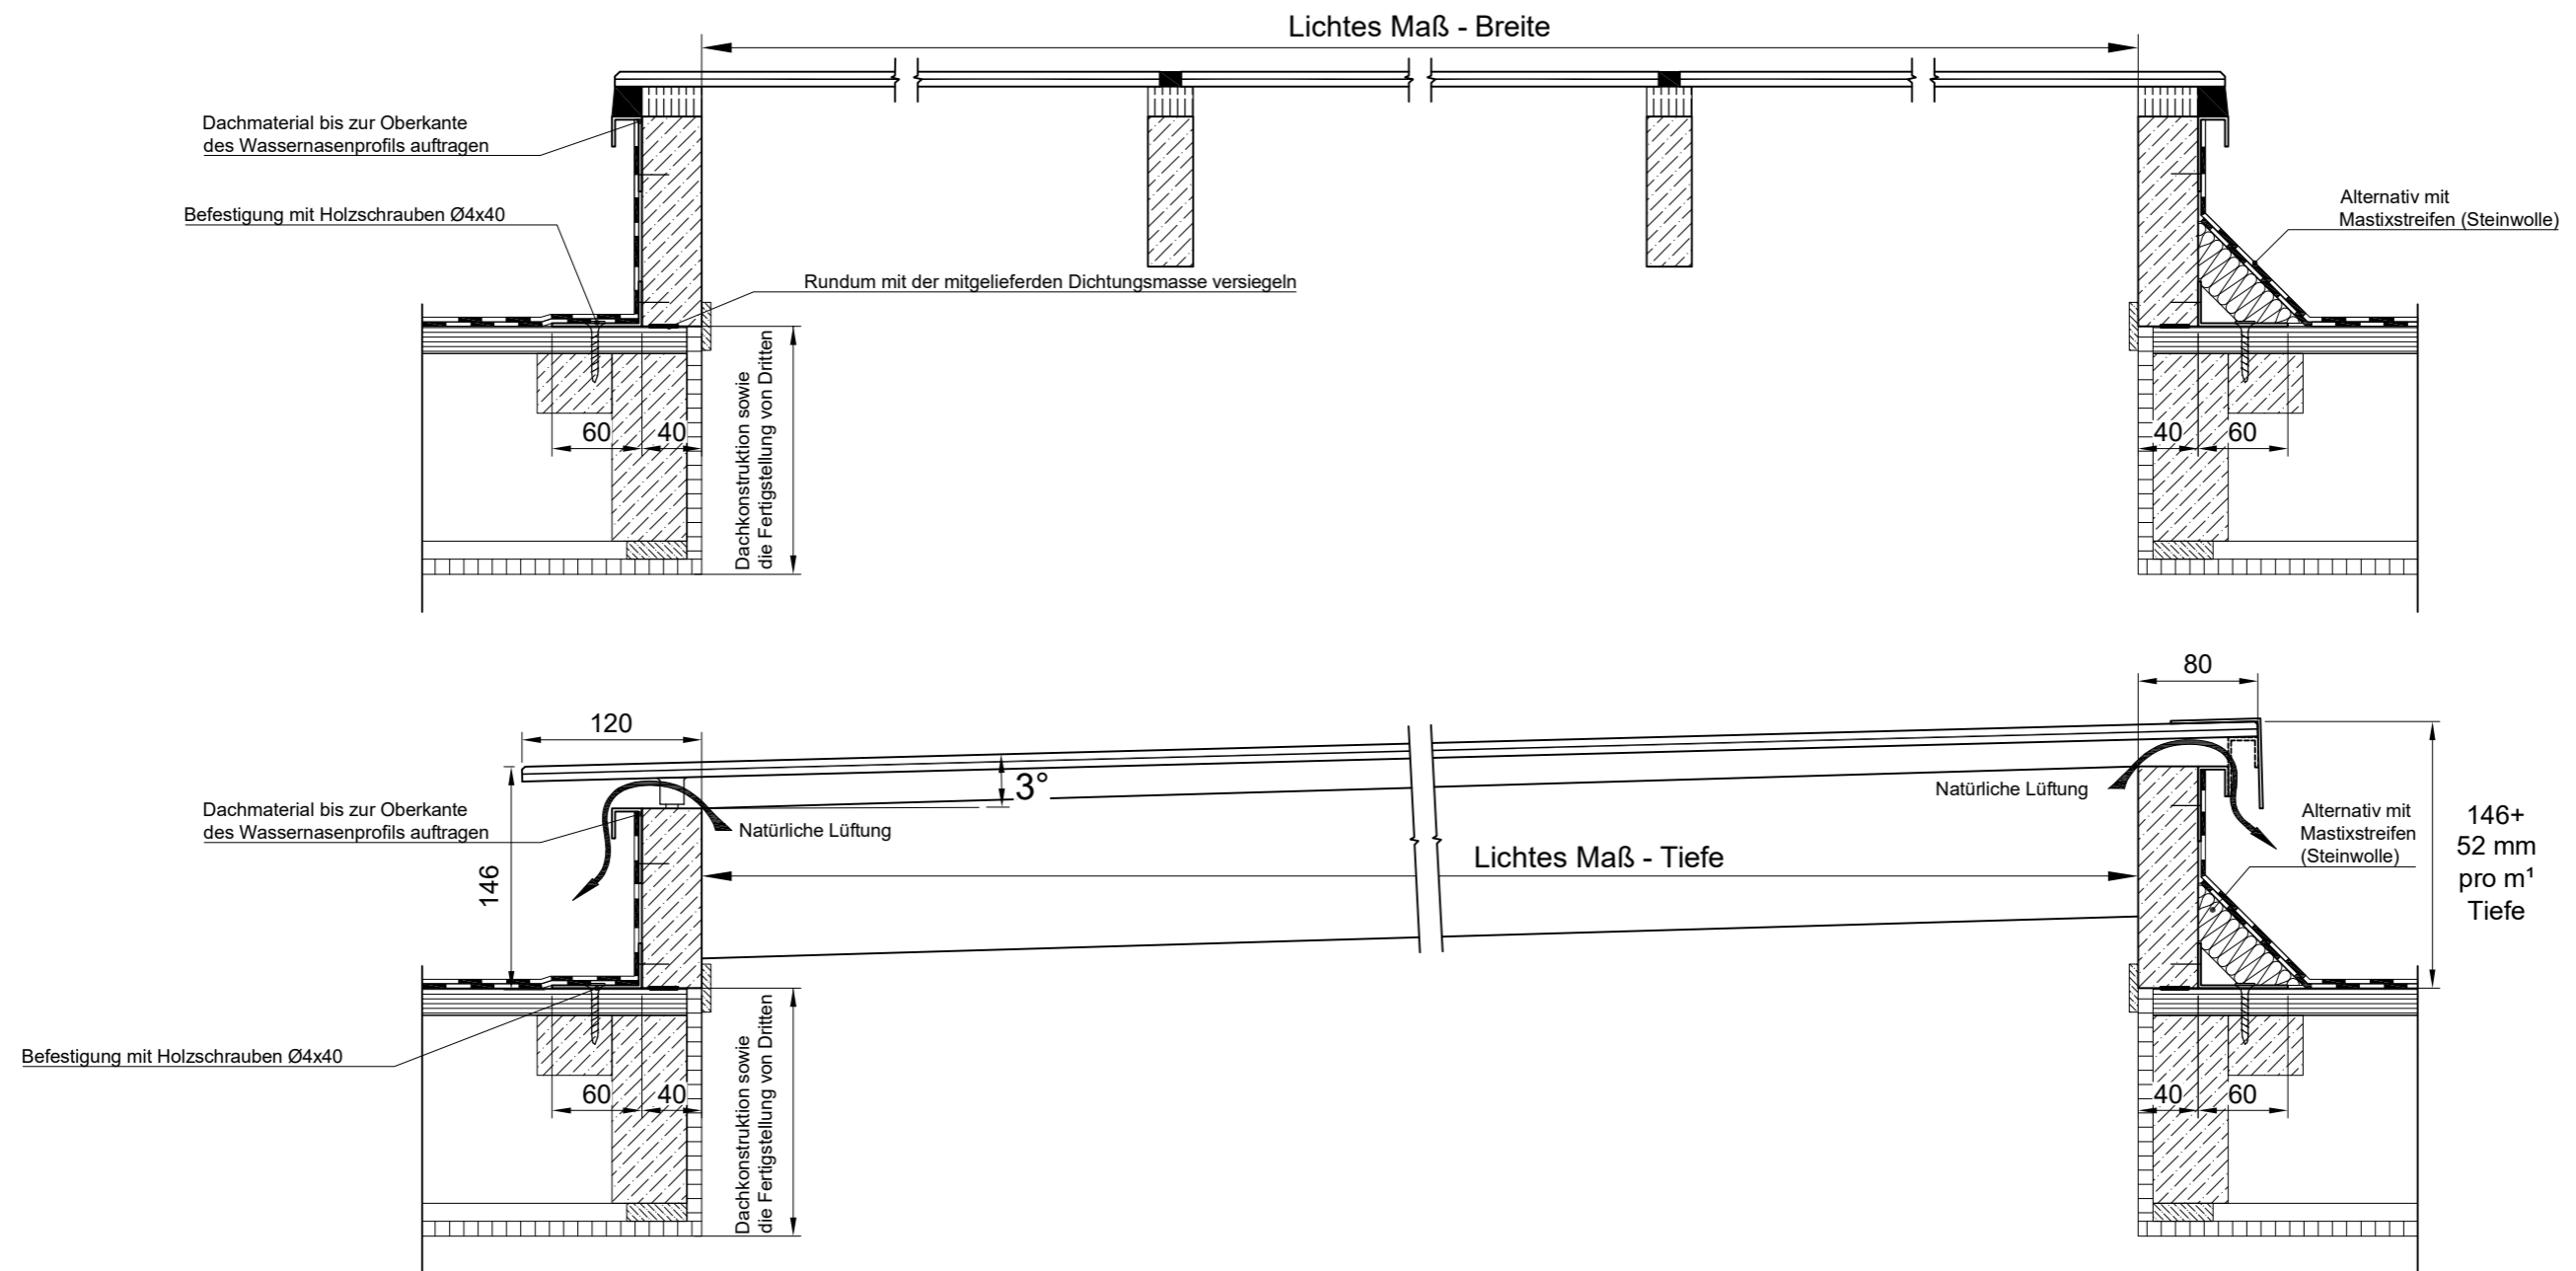 Lichtes Maß - Breite
Dachmaterial bis zur Oberkante
des Wassernasenprofils auftragen
Befestigung mit Holzschrauben Ø4x40
Alternativ mit
Mastixstreifen (Steinwolle)
Rundum mit der mitgelieferden Dichtungsmasse versiegeln
60
40
Dachkonstruktion sowie
die Fertigstellung von Dritten
40
60
80
120
3°
Natürliche Lüftung
Dachmaterial bis zur Oberkante
des Wassernasenprofils auftragen
Natürliche Lüftung
Alternativ mit
Mastixstreifen
(Steinwolle)
146+
52 mm
pro m¹
Tiefe
Lichtes Maß - Tiefe
146
Befestigung mit Holzschrauben Ø4x40
60
40
Dachkonstruktion sowie
die Fertigstellung von Dritten
40
60